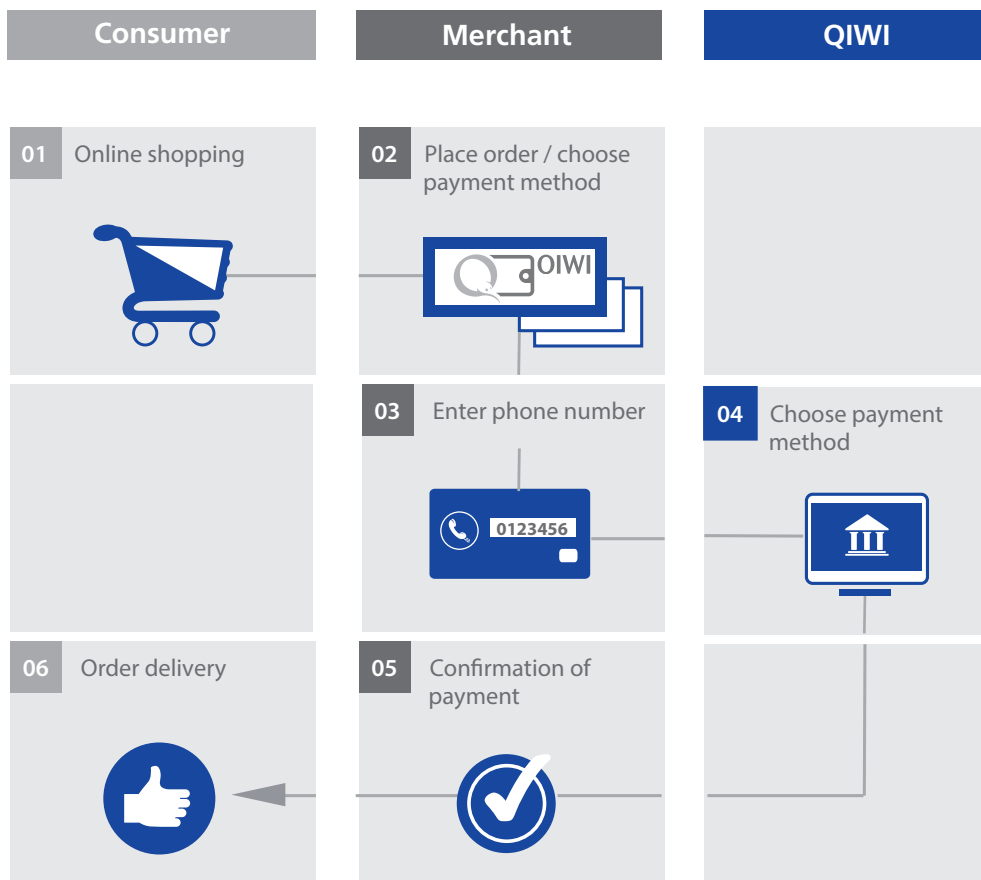 Consumer
Merchant
QIWI
01 Online shopping
02 Place order / choose
payment method
QIWI
03 Enter phone number
0123456
04 Choose payment
method
06 Order delivery
05 Confirmation of
payment